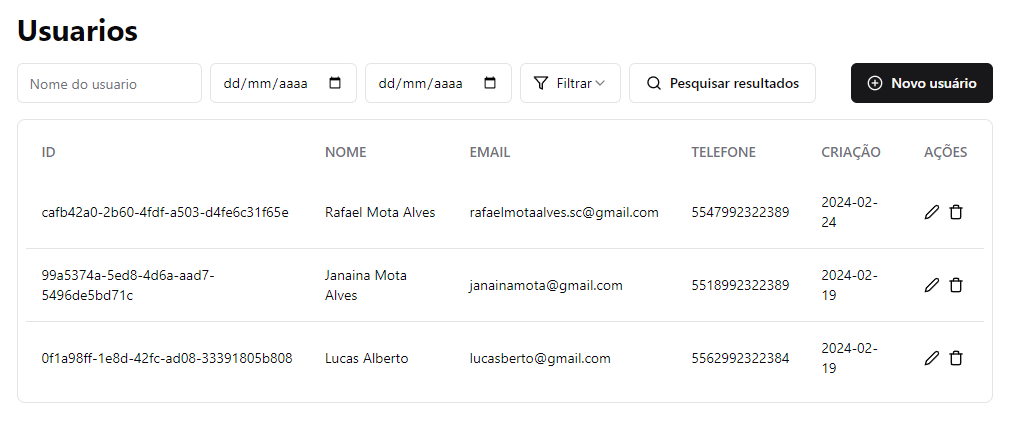 Usuarios
Nome do usuario dd/mm/aaaa dd/mm/aaaa Filtrar Pesquisar resultados Novo usuário
ID NOME EMAIL TELEFONE CRIAÇÃO AÇÕES
cafb42a0-2b60-4fdf-a503-d4fe6c31f65e Rafael Mota Alves rafaelmotaalves.sc@gmail.com 5547992322389 2024-02-
24
99a5374a-5ed8-4d6a-aad7-
5496de5bd71c Janaina Mota
Alves janainamota@gmail.com 5518992322389 2024-02-
19
0f1a98ff-1e8d-42fc-ad08-33391805b808 Lucas Alberto lucasberto@gmail.com 5562992322384 2024-02-
19